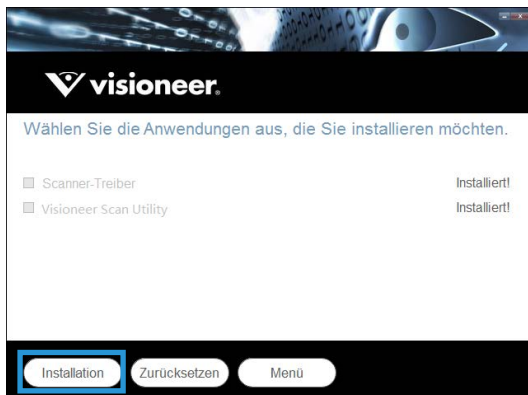 visioneer.
Wählen Sie die Anwendungen aus, die Sie installieren möchten.
Scanner-Treiber Installiert!
Visioneer Scan Utility Installiert!
Installation Zurücksetzen Menü